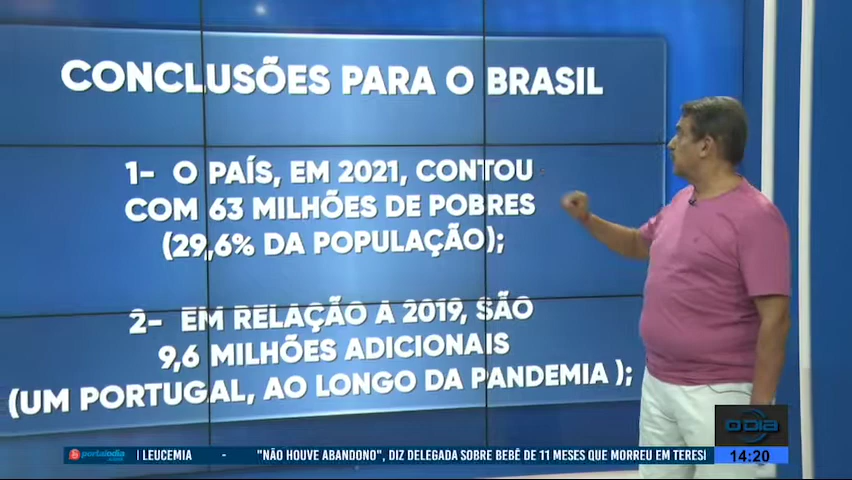 CONCLUSÕES PARA O BRASIL
1- O PAÍS, EM 2021, CONTOU
COM 63 MILHÕES DE POBRES
(29,6% DA POPULAÇÃO);
2- EM RELAÇÃO A 2019, SÃO
9,6 MILHÕES ADICIONAIS
(UM PORTUGAL, AO LONGO DA PANDEMIA );
O DIA
portalodia
LEUCEMIA - "NÃO HOUVE ABANDONO", DIZ DELEGADA SOBRE BEBÊ DE 11 MESES QUE MORREU EM TERESI
14:20